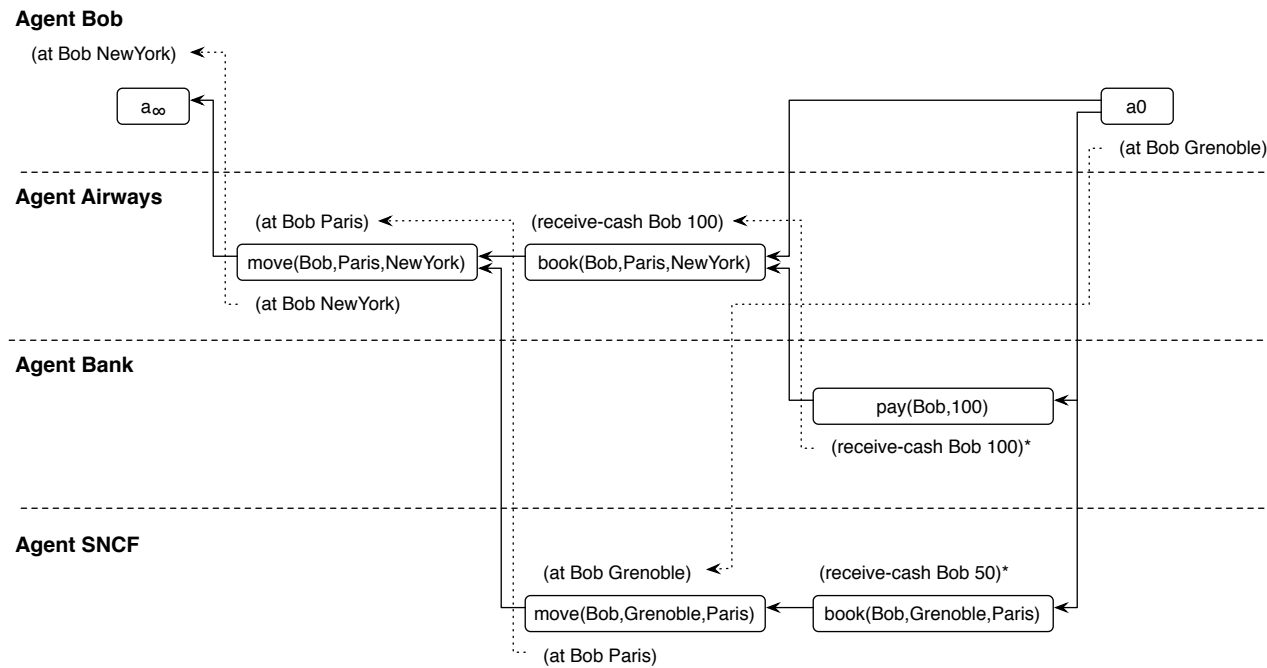 Agent Bob
(at Bob NewYork)
a∞
a0
(at Bob Grenoble)
Agent Airways
(at Bob Paris)
(receive-cash Bob 100)
move(Bob,Paris,NewYork)
book(Bob,Paris,NewYork)
(at Bob NewYork)
Agent Bank
pay(Bob,100)
(receive-cash Bob 100)*
Agent SNCF
(at Bob Grenoble)
(receive-cash Bob 50)*
move(Bob,Grenoble,Paris)
book(Bob,Grenoble,Paris)
(at Bob Paris)